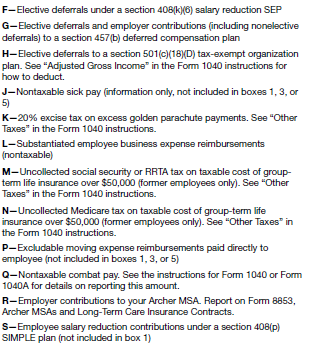 F—Elective deferrals under a section 408(k)(6) salary reduction SEP
G—Elective deferrals and employer contributions (including nonelective
deferrals) to a section 457(b) deferred compensation plan
H—Elective deferrals to a section 501(c)(18)(D) tax-exempt organization
plan. See “Adjusted Gross Income” in the Form 1040 instructions for
how to deduct.
J—Nontaxable sick pay (information only, not included in boxes 1, 3, or
5)
K—20% excise tax on excess golden parachute payments. See “Other
Taxes” in the Form 1040 instructions.
L—Substantiated employee business expense reimbursements
(nontaxable)
M—Uncollected social security or RRTA tax on taxable cost of group-
term life insurance over $50,000 (former employees only). See “Other
Taxes” in the Form 1040 instructions.
N—Uncollected Medicare tax on taxable cost of group-term life
insurance over $50,000 (former employees only). See “Other Taxes” in
the Form 1040 instructions.
P—Excludable moving expense reimbursements paid directly to
employee (not included in boxes 1, 3, or 5)
Q—Nontaxable combat pay. See the instructions for Form 1040 or Form
1040A for details on reporting this amount.
R—Employer contributions to your Archer MSA. Report on Form 8853,
Archer MSAs and Long-Term Care Insurance Contracts.
S—Employee salary reduction contributions under a section 408(p)
SIMPLE plan (not included in box 1)